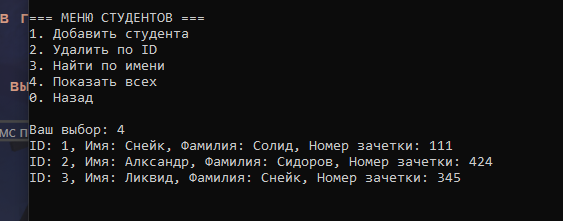 === МЕНЮ СТУДЕНТОВ ===
1. Добавить студента
2. Удалить по ID
3. Найти по имени
4. Показать всех
0. Назад
Ваш выбор: 4
ID: 1, Имя: Снейк, Фамилия: Солид, Номер зачетки: 111
ID: 2, Имя: Алксандр, Фамилия: Сидоров, Номер зачетки: 424
ID: 3, Имя: Ликвид, Фамилия: Снейк, Номер зачетки: 345